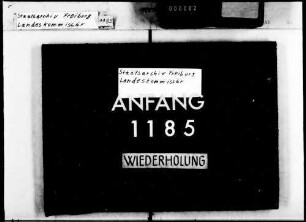 Staatsarchiv Freiburg
Landeskommissär
Staatsarchiv Freiburg
Landeskommissär
ANFANG
1185
WIEDERHOLUNG